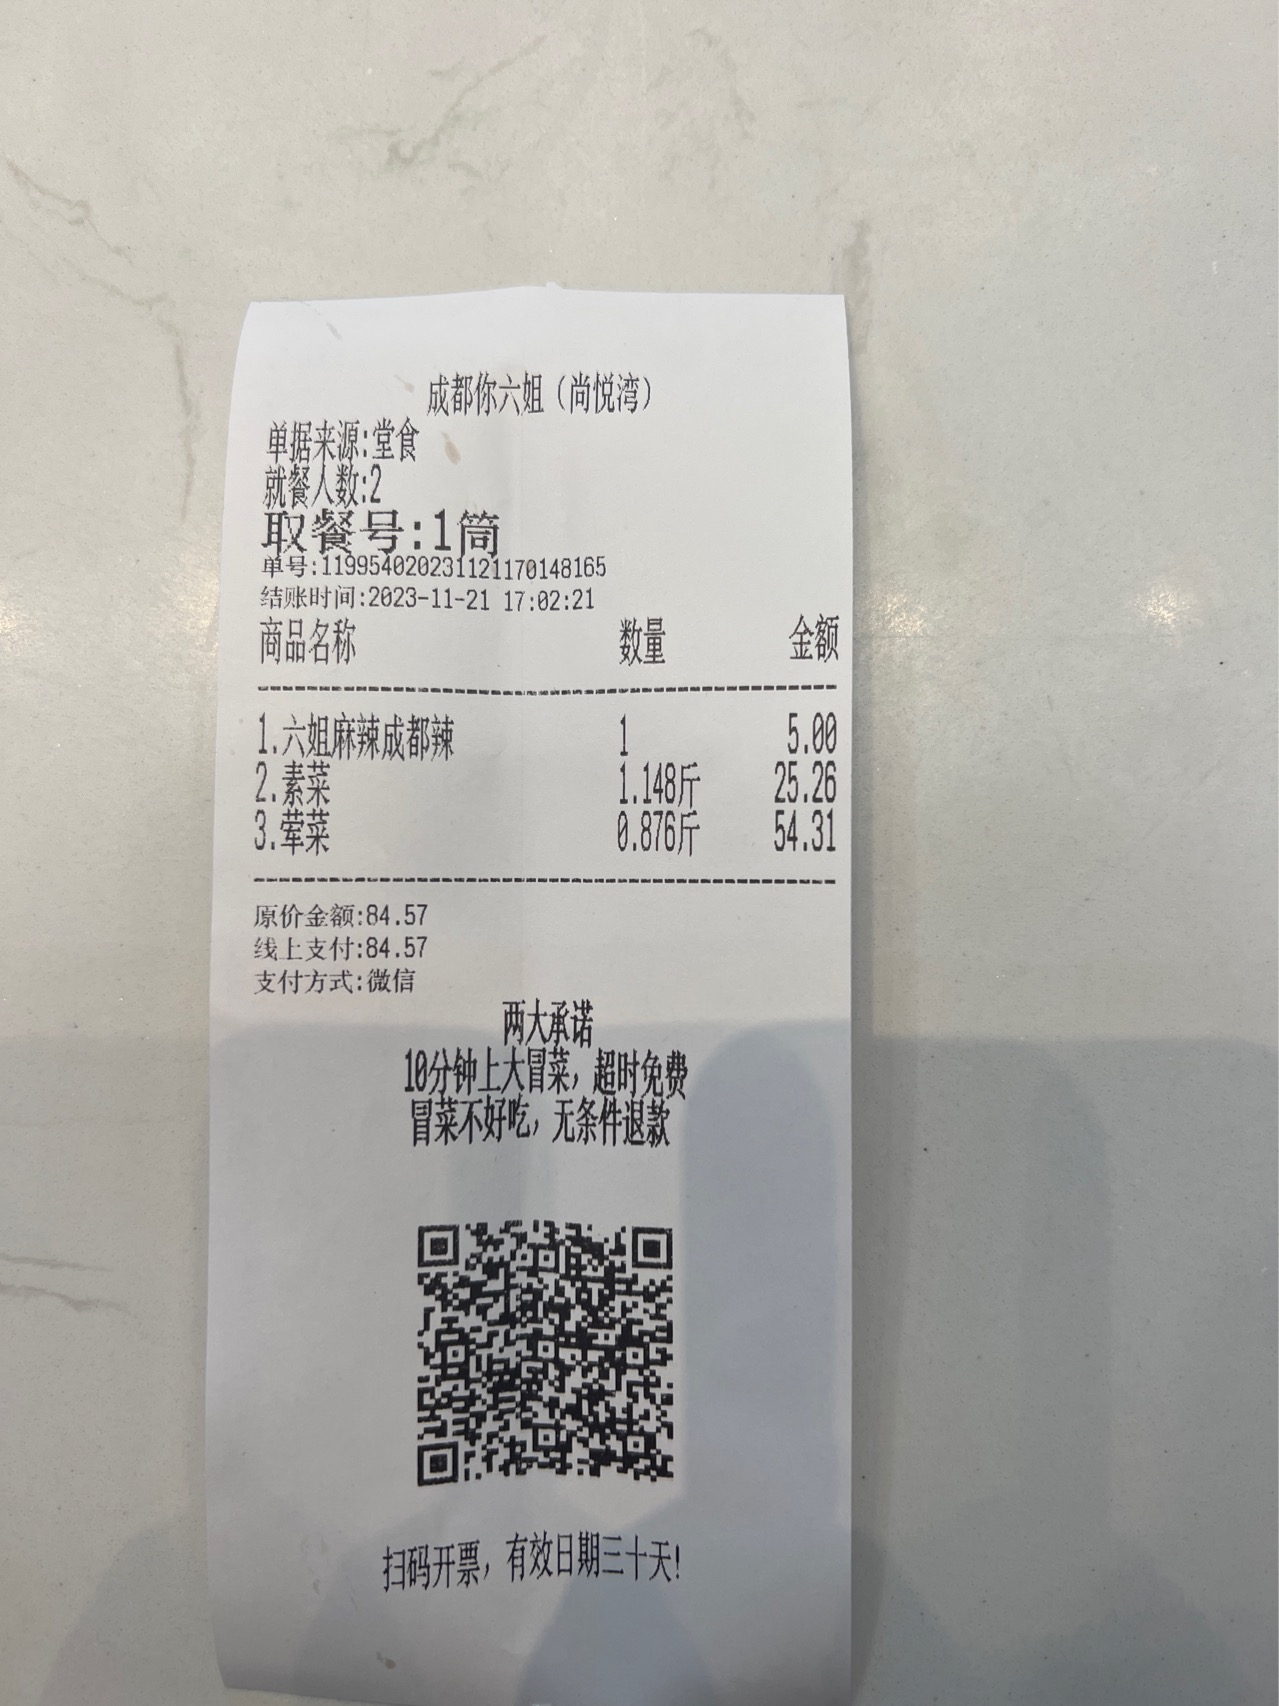 成都你六姐（尚悦湾）
单据来源:堂食
就餐人数:2
取餐号:1筒
单号:119954020231121170148165
结账时间:2023-11-21 17:02:21
商品名称 数量 金额
1.六姐麻辣成都辣 1 5.00
2.素菜 1.148斤 25.26
3.荤菜 0.876斤 54.31
原价金额:84.57
线上支付:84.57
支付方式:微信
两大承诺
10分钟上大冒菜，超时免费
冒菜不好吃，无条件退款
扫码开票，有效日期三十天!